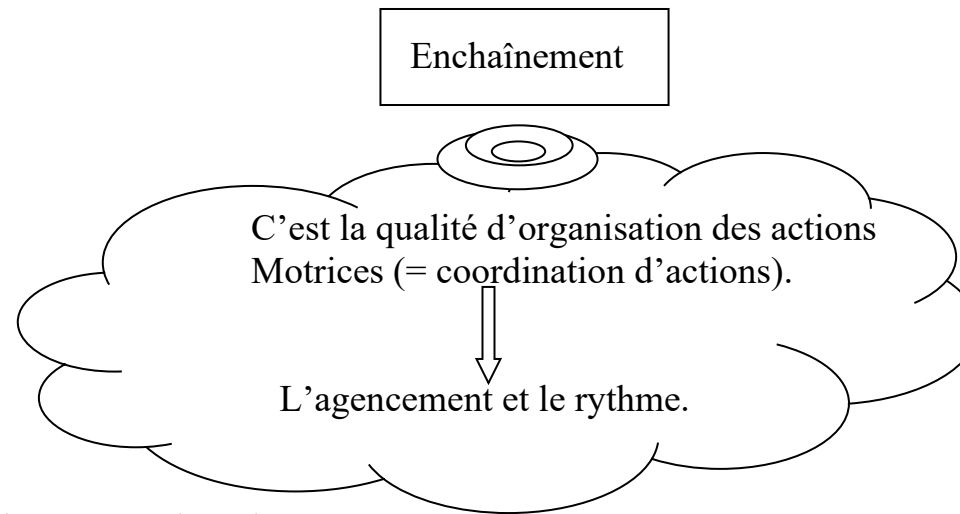 Enchaînement
C’est la qualité d’organisation des actions
Motrices (= coordination d’actions).
L’agencement et le rythme.